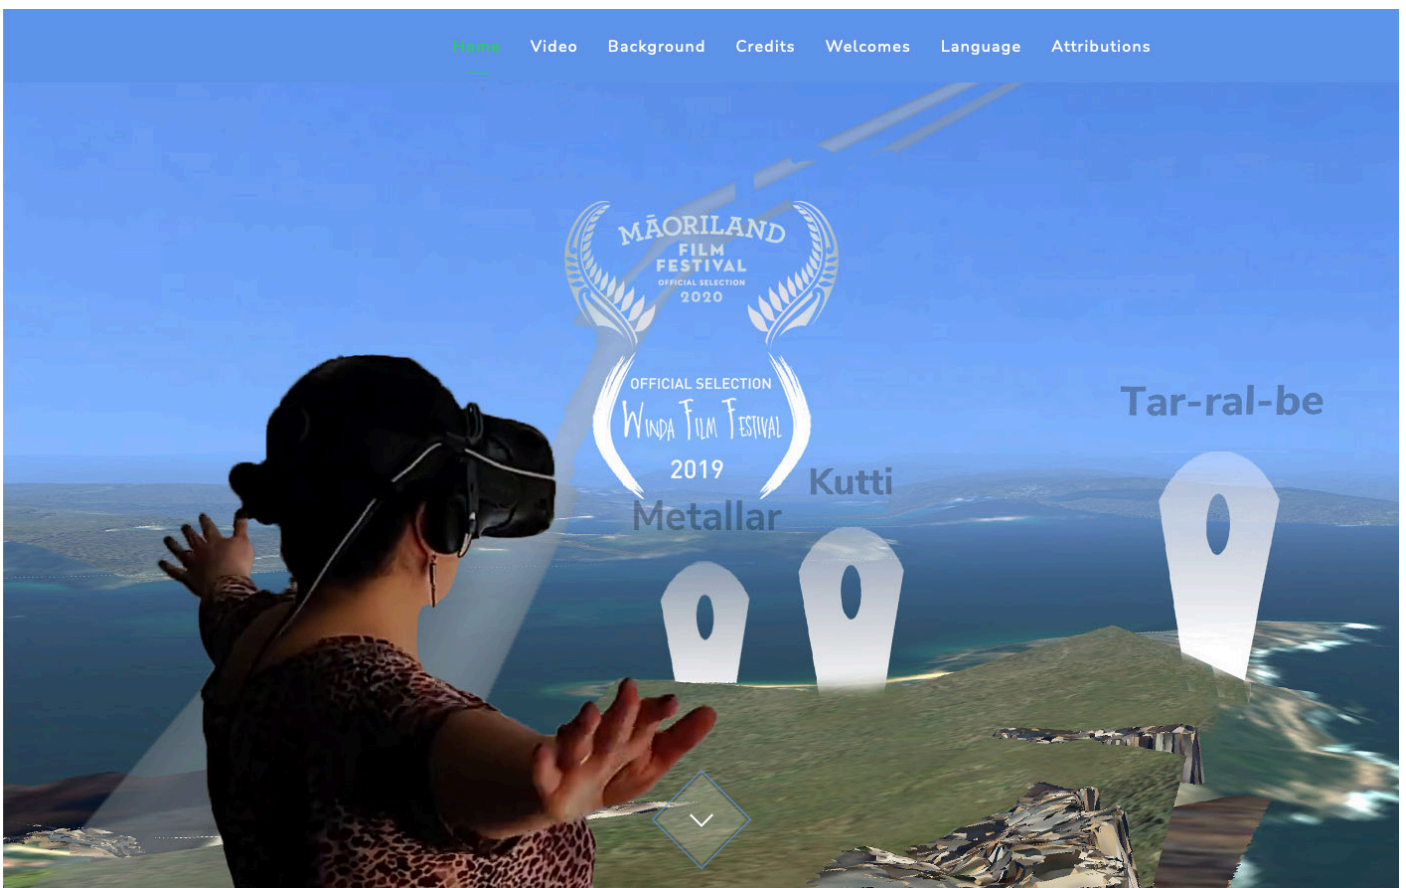 Home Video Background Credits Welcomes Language Attributions
MĀORILAND
FILM
FESTIVAL
OFFICIAL SELECTION
2020
OFFICIAL SELECTION
WINDA FILM FESTIVAL
2019
Tar-ral-be
Kutti
Metallar